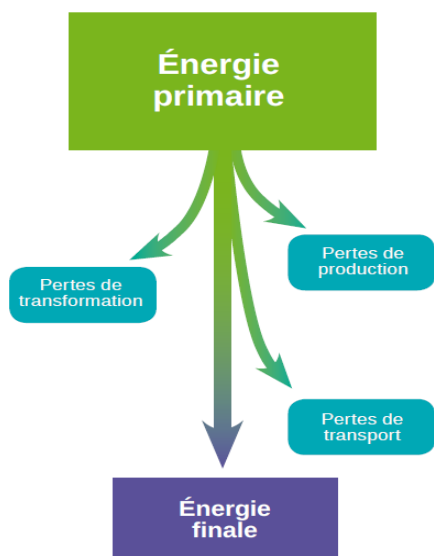 Énergie
primaire
Pertes de
production
Pertes de
transformation
Pertes de
transport
Énergie
finale